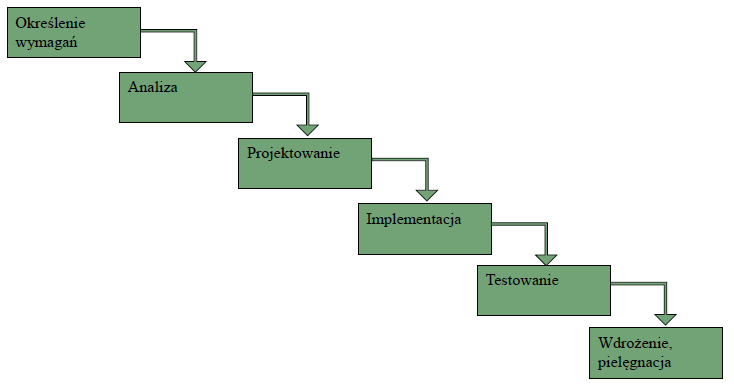 Określenie
wymagań
Analiza
Projektowanie
Implementacja
Testowanie
Wdrożenie,
pielęgnacja